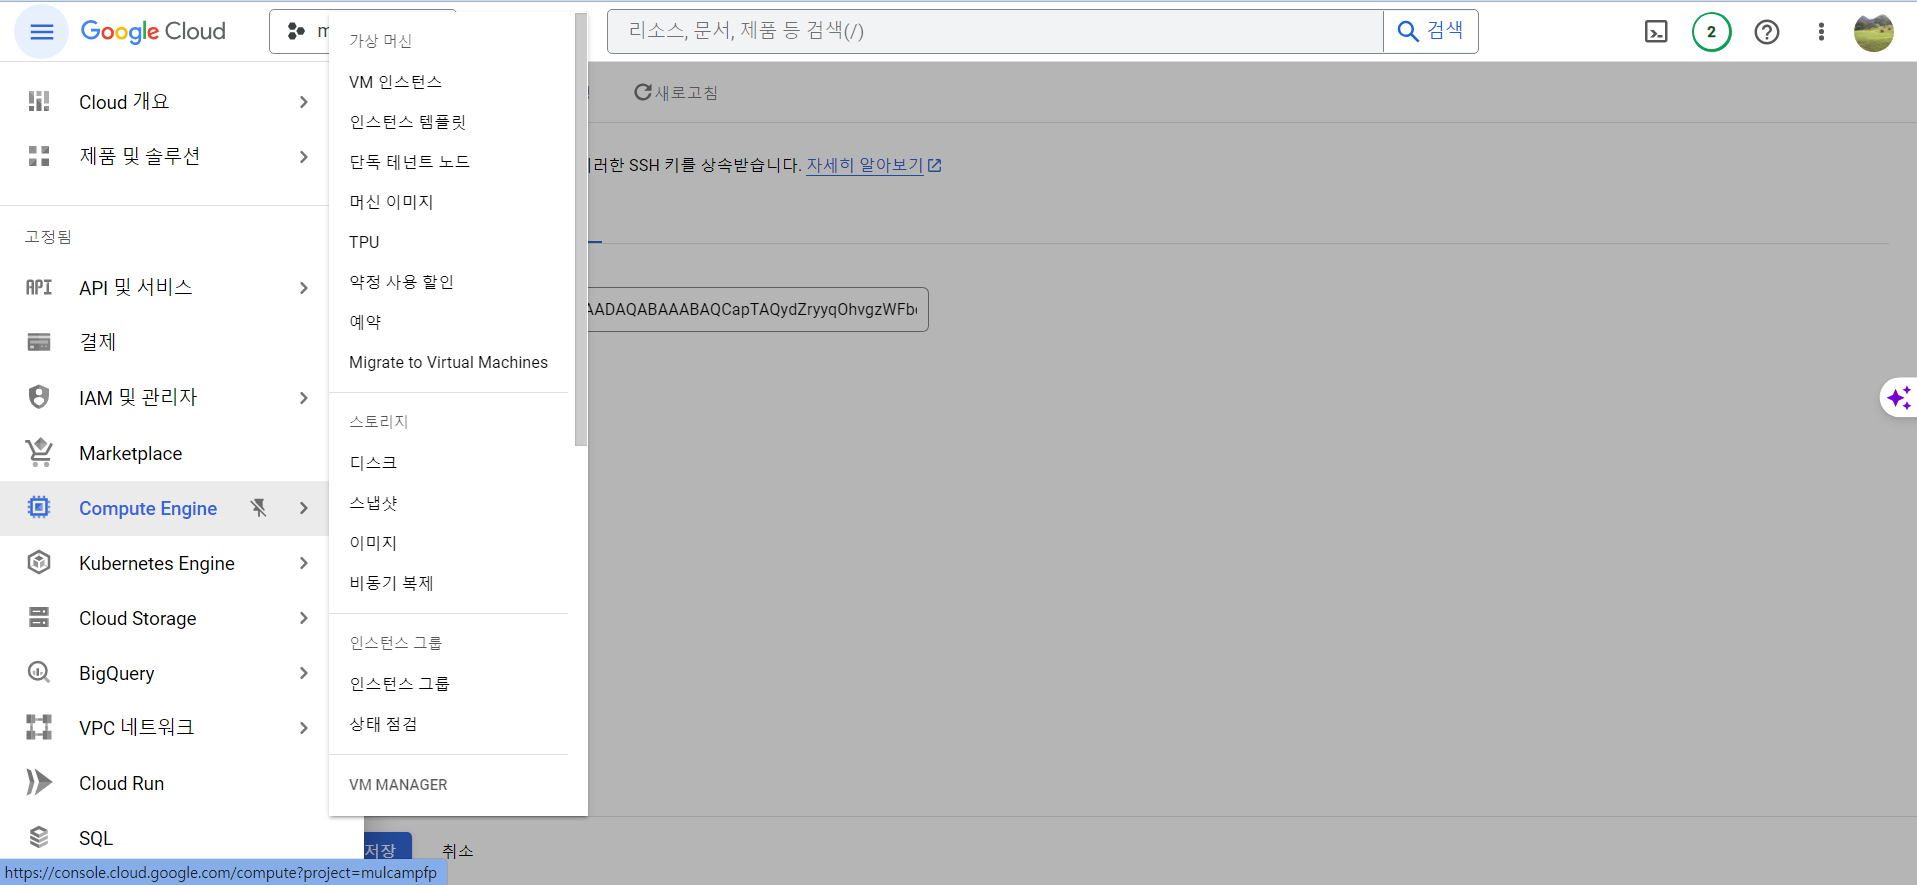 Google Cloud
리소스, 문서, 제품 등 검색(/)
검색
2
Cloud 개요
제품 및 솔루션
고정됨
API API 및 서비스
결제
IAM 및 관리자
Marketplace
Compute Engine
Kubernetes Engine
Cloud Storage
BigQuery
VPC 네트워크
Cloud Run
SQL
https://console.cloud.google.com/compute?project=mulcampfp
가상 머신
VM 인스턴스
인스턴스 템플릿
단독 테넌트 노드
머신 이미지
TPU
약정 사용 할인
예약
Migrate to Virtual Machines
스토리지
디스크
스냅샷
이미지
비동기 복제
인스턴스 그룹
인스턴스 그룹
상태 점검
VM MANAGER
새로고침
SSH 키를 상속받습니다. 자세히 알아보기
AADAQABAAABAQCapTAQydZryyqOhvgzWFb
저장
취소